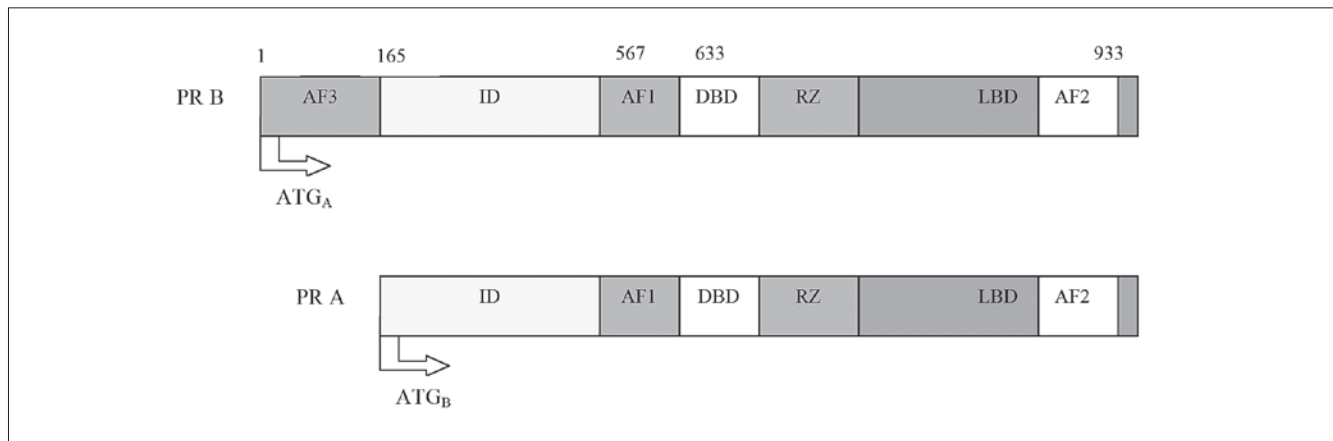 1 165 567 633 933
PR B AF3 ID AF1 DBD RZ LBD AF2
ATGA
PR A ID AF1 DBD RZ LBD AF2
ATGB